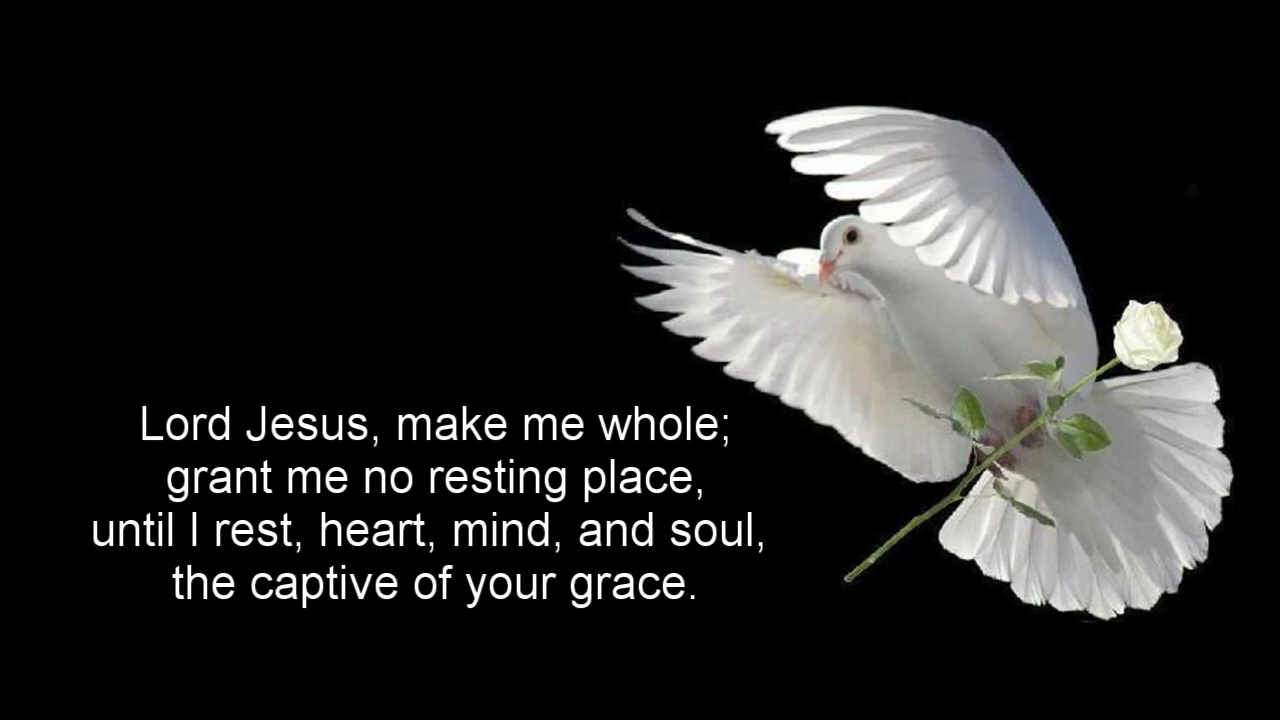 Lord Jesus, make me whole;
grant me no resting place,
until I rest, heart, mind, and soul,
the captive of your grace.